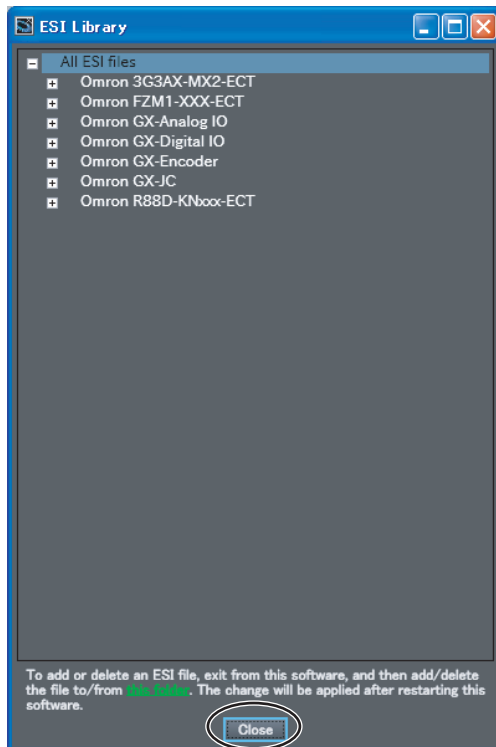 ESI Library
All ESI files
Omron 3G3AX-MX2-ECT
Omron FZM1-XXX-ECT
Omron GX-Analog IO
Omron GX-Digital IO
Omron GX-Encoder
Omron GX-JC
Omron R88D-KNxxx-ECT
To add or delete an ESI file, exit from this software, and then add/delete
the file to/from this folder. The change will be applied after restarting this
software.
Close